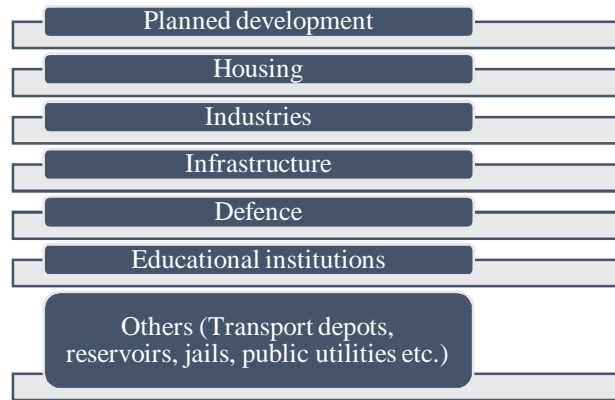 Planned development
Housing
Industries
Infrastructure
Defence
Educational institutions
Others (Transport depots,
reservoirs, jails, public utilities etc.)